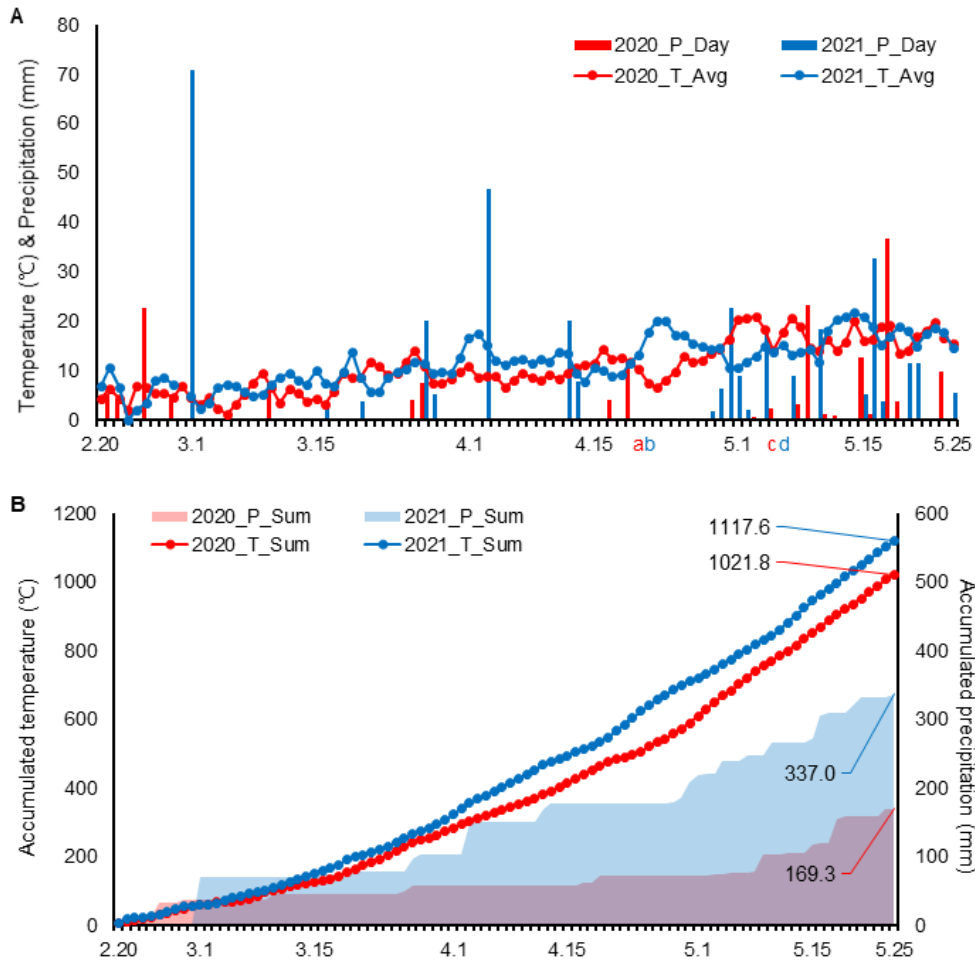 A
Temperature (℃) & Precipitation (mm)
80
70
60
50
40
30
20
10
0
2020_P_Day
2021_P_Day
2020_T_Avg
2021_T_Avg
2.20
3.1
3.15
4.1
4.15
a
b
5.1
c
d
5.15
5.25
B
Accumulated temperature (℃)
1200
1000
800
600
400
200
0
2020_P_Sum
2021_P_Sum
2020_T_Sum
2021_T_Sum
1117.6
1021.8
337.0
169.3
600
500
400
300
200
100
0
Accumulated precipitation (mm)
2.20
3.1
3.15
4.1
4.15
5.1
5.15
5.25